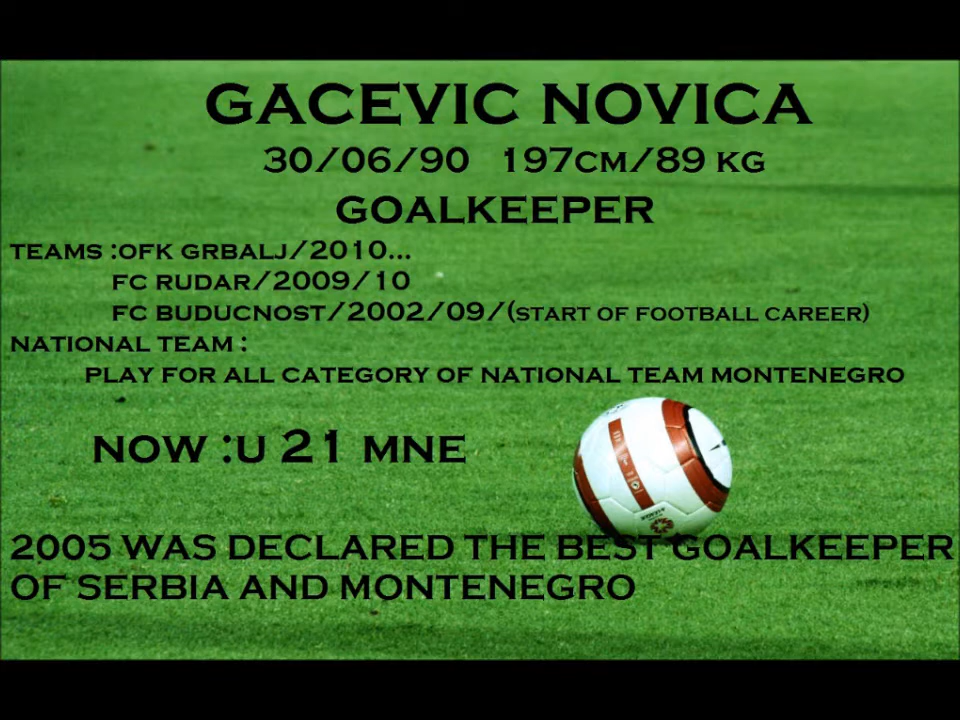 GACEVIC NOVICA
30/06/90 197CM/89 KG
GOALKEEPER
TEAMS :OFK GRBALJ/2010...
FC RUDAR/2009/10
FC BUDUCNOST/2002/09/(START OF FOOTBALL CAREER)
NATIONAL TEAM :
PLAY FOR ALL CATEGORY OF NATIONAL TEAM MONTENEGRO
NOW :U 21 MNE
2005 WAS DECLARED THE BEST GOALKEEPER
OF SERBIA AND MONTENEGRO